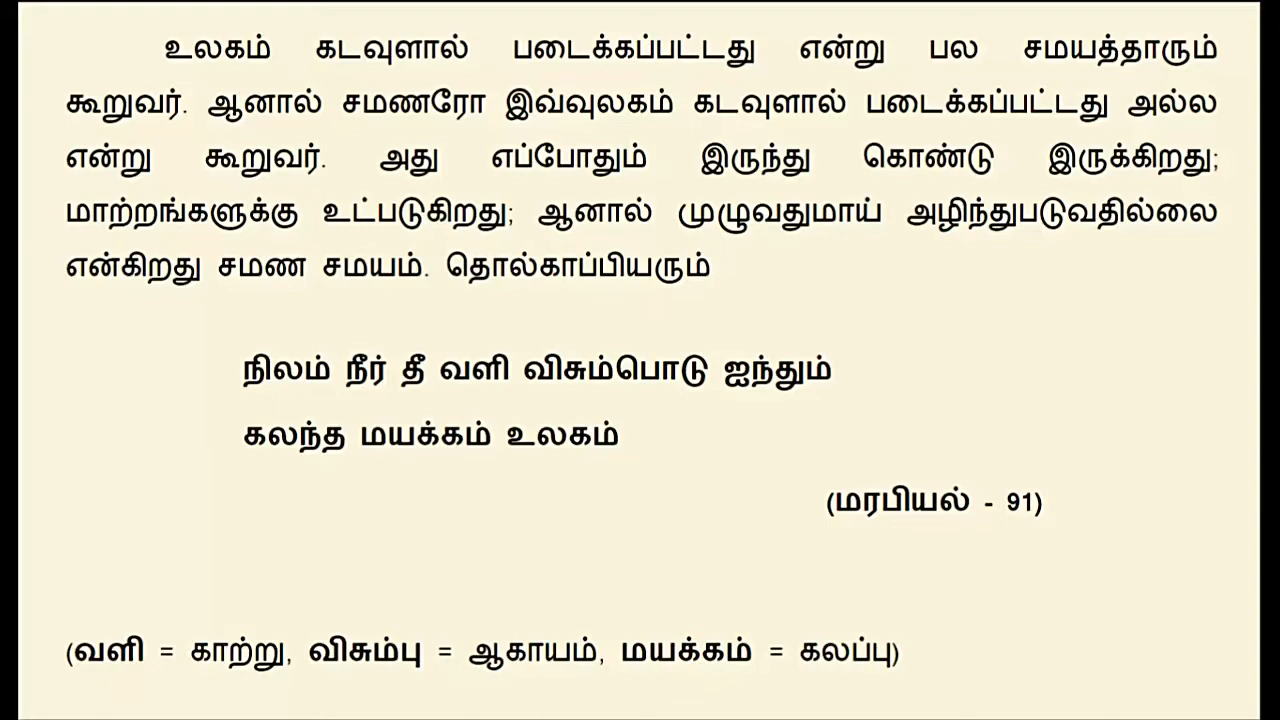 உலகம் கடவுளால் படைக்கப்பட்டது என்று பல சமயத்தாரும்
கூறுவர். ஆனால் சமணரோ இவ்வுலகம் கடவுளால் படைக்கப்பட்டது அல்ல
என்று கூறுவர். அது எப்போதும் இருந்து கொண்டு இருக்கிறது;
மாற்றங்களுக்கு உட்படுகிறது; ஆனால் முழுவதுமாய் அழிந்துபடுவதில்லை
என்கிறது சமண சமயம். தொல்காப்பியரும்
நிலம் நீர் தீ வளி விசும்பொடு ஐந்தும்
கலந்த மயக்கம் உலகம்
(மரபியல் - 91)
(வளி = காற்று, விசும்பு = ஆகாயம், மயக்கம் = கலப்பு)